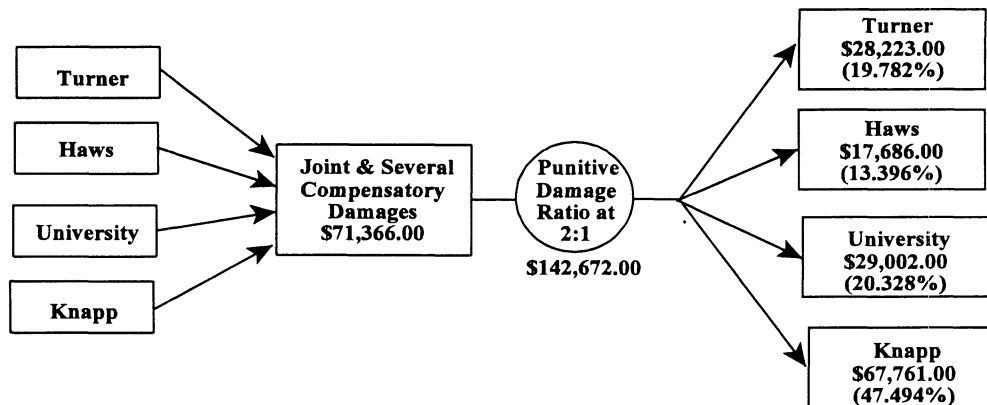 Turner
Haws
University
Knapp
Joint & Several
Compensatory
Damages
$71,366.00
Punitive
Damage
Ratio at
2:1
$142,672.00
Turner
$28,223.00
(19.782%)
Haws
$17,686.00
(13.396%)
University
$29,002.00
(20.328%)
Knapp
$67,761.00
(47.494%)